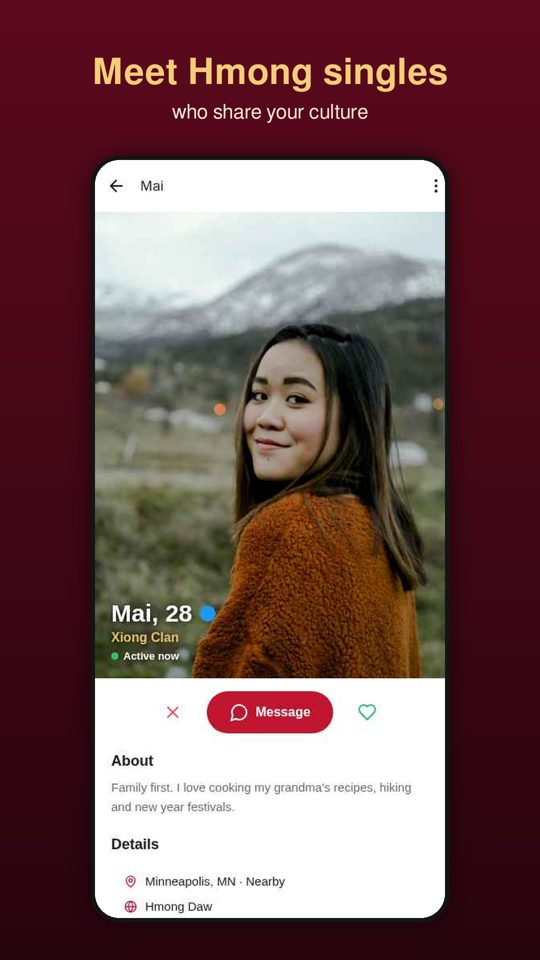 Meet Hmong singles
who share your culture
Mai
Mai, 28
Xiong Clan
Active now
Message
About
Family first. I love cooking my grandma's recipes, hiking
and new year festivals.
Details
Minneapolis, MN · Nearby
Hmong Daw